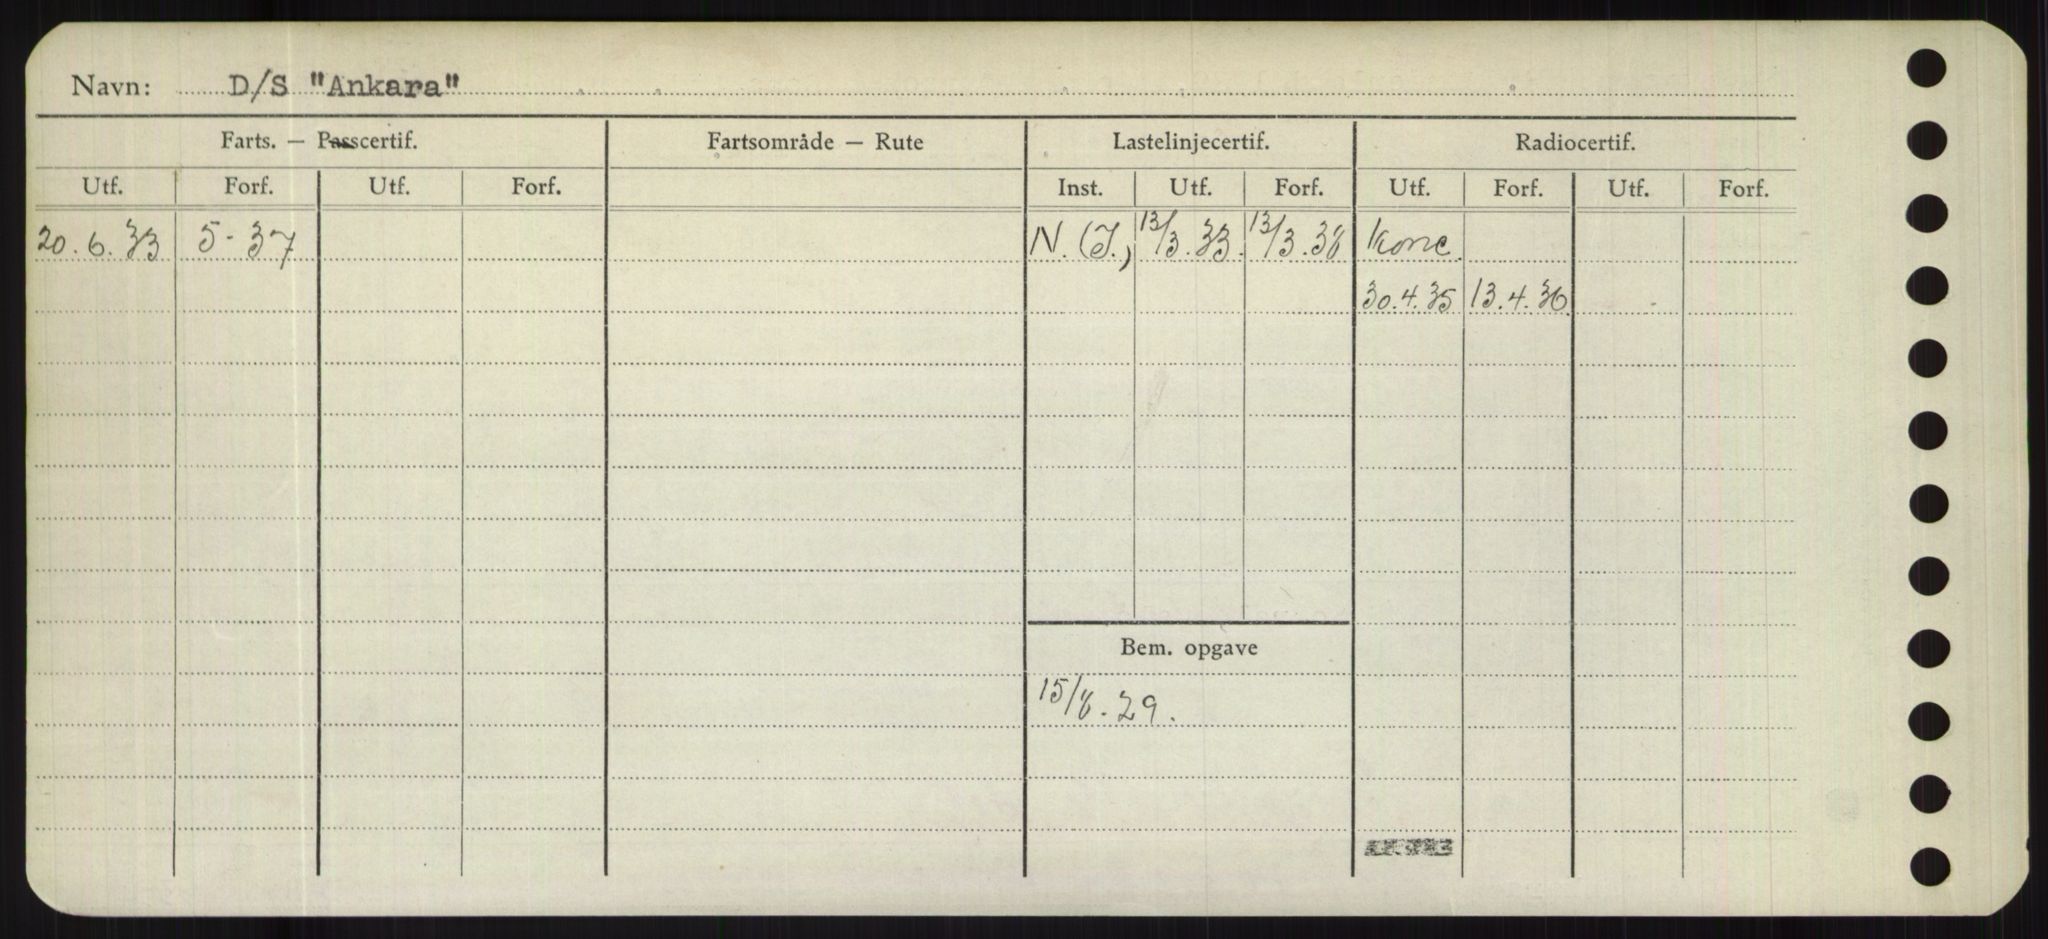 Navn: D/S "Ankara"
Farts. — Passcertif. Fartsområde — Rute Lastelinjecertif. Radiocertif.
Utf. Forf. Utf. Forf. Inst. Utf. Forf. Utf. Forf. Utf. Forf.
20.6.33 5-37 N.(I.) 13/3.33. 13/3.38 Konc.
30.4.35 13.4.36
Bem. opgave
15/8.29.